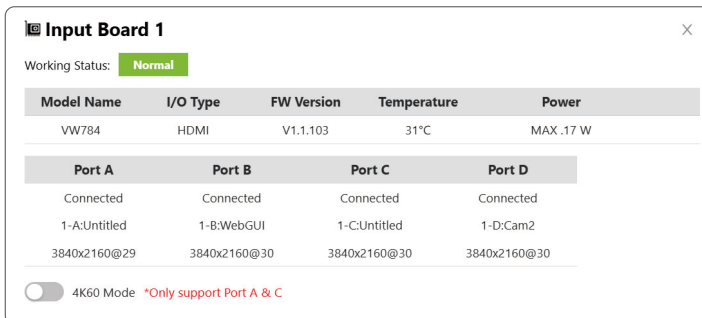 Input Board 1
Working Status: Normal
Model Name I/O Type FW Version Temperature Power
VW784 HDMI V1.1.103 31°C MAX .17 W
Port A Port B Port C Port D
Connected Connected Connected Connected
1-A:Untitled 1-B:WebGUI 1-C:Untitled 1-D:Cam2
3840x2160@29 3840x2160@30 3840x2160@30 3840x2160@30
4K60 Mode *Only support Port A & C